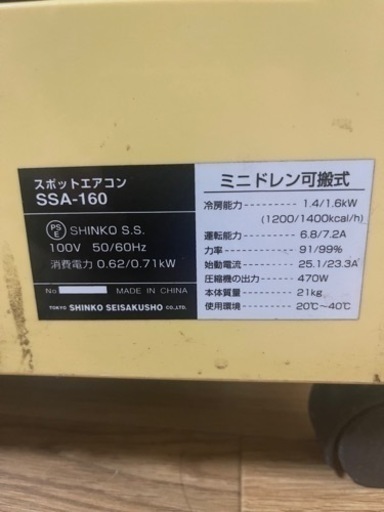 スポットエアコン
SSA-160
PS E SHINKO S.S.
100V 50/60Hz
消費電力 0.62/0.71kW
No MADE IN CHINA
TOKYO SHINKO SEISAKUSHO CO.,LTD.
ミニドレン可搬式
冷房能力 1.4/1.6kW
(1200/1400kcal/h)
運転能力 6.8/7.2A
力率 91/99%
始動電流 25.1/23.3A
圧縮機の出力 470W
本体質量 21kg
使用環境 20℃~40℃